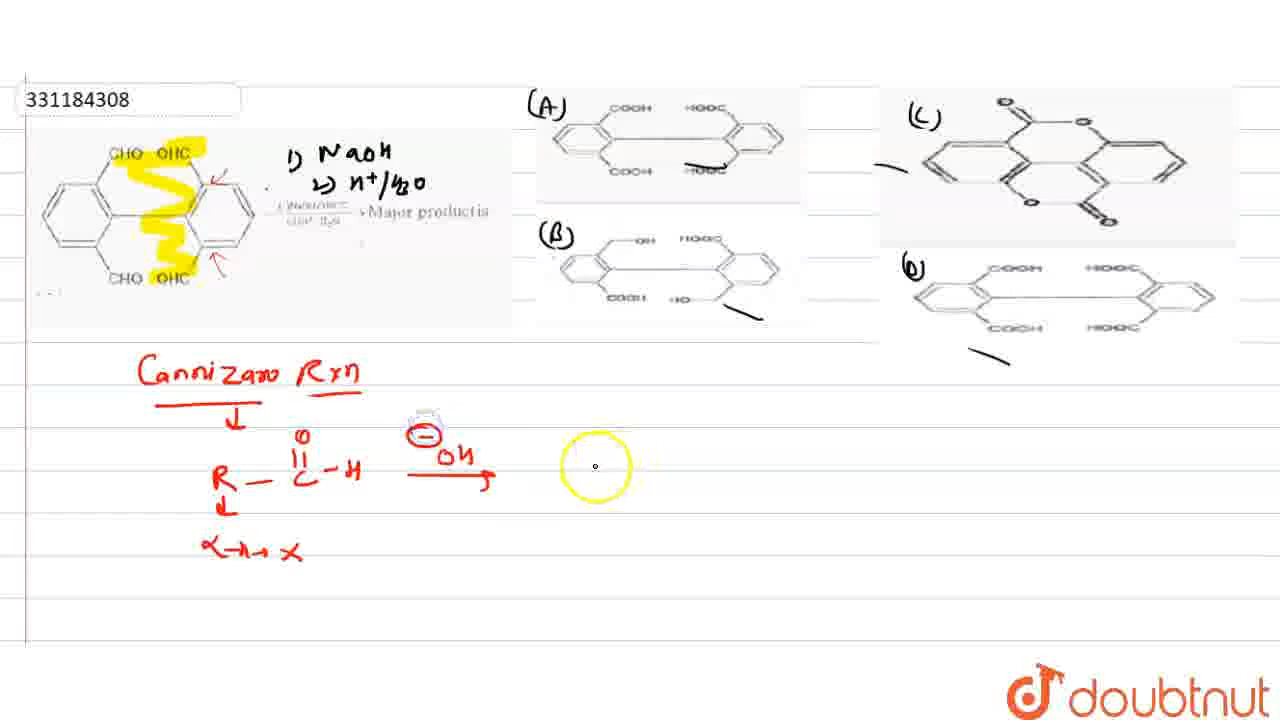 331184308
CHO OHC
CHO OHC
1) NaOH
2) H+/H2O
Major product is
(A)
COOH HOOC
COOH HOOC
(B)
OH HOOC
COOH HO
(C)
O
O
O
O
(D)
COOH HOOC
COOH HOOC
Cannizaro Rxn
O
R — C – H
⊖
OH
α-H → X
doubtnut